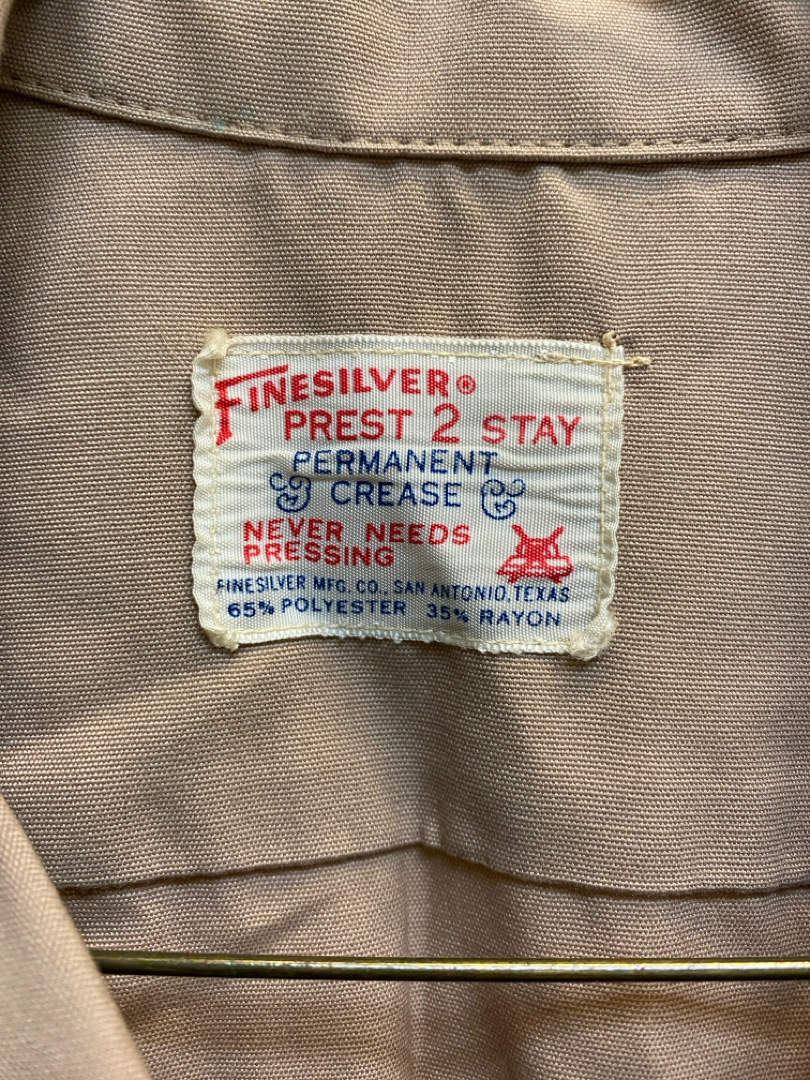 FINESILVER®
PREST 2 STAY
PERMANENT
CREASE
NEVER NEEDS
PRESSING
FINESILVER MFG. CO., SAN ANTONIO, TEXAS
65% POLYESTER 35% RAYON